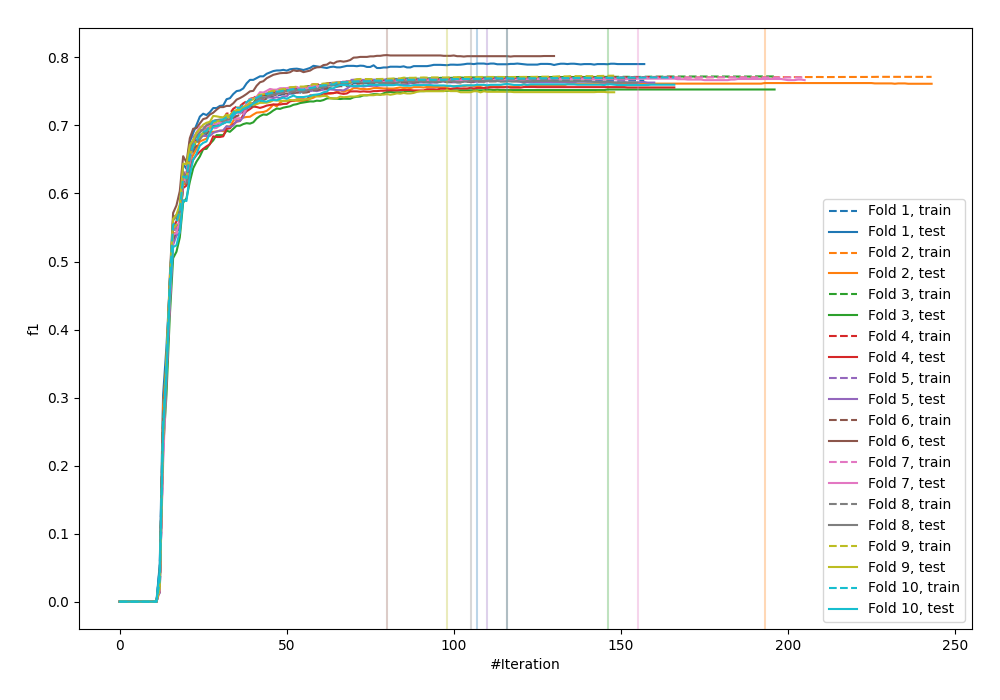 0.8
0.7
0.6
0.5
0.4
0.3
0.2
0.1
0.0
f1
0
50
100
150
200
250
#Iteration
Fold 1, train
Fold 1, test
Fold 2, train
Fold 2, test
Fold 3, train
Fold 3, test
Fold 4, train
Fold 4, test
Fold 5, train
Fold 5, test
Fold 6, train
Fold 6, test
Fold 7, train
Fold 7, test
Fold 8, train
Fold 8, test
Fold 9, train
Fold 9, test
Fold 10, train
Fold 10, test